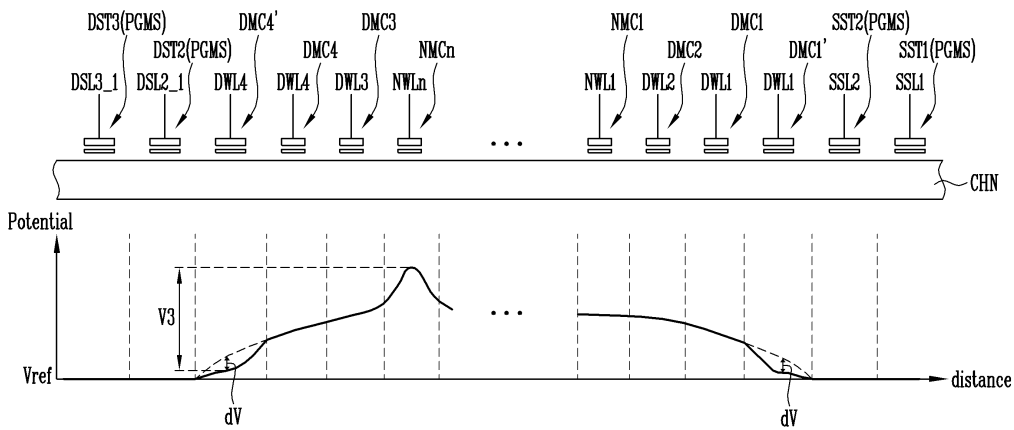 DST3(PGMS) DMC4' DMC3 NMC1 DMC1 SST2(PGMS)
DST2(PGMS) DMC4 NMCn DMC2 DMC1' SST1(PGMS)
DSL3_1 DSL2_1 DWL4 DWL4 DWL3 NWLn NWL1 DWL2 DWL1 DWL1 SSL2 SSL1
CHN
Potential
V3
Vref
distance
dV dV